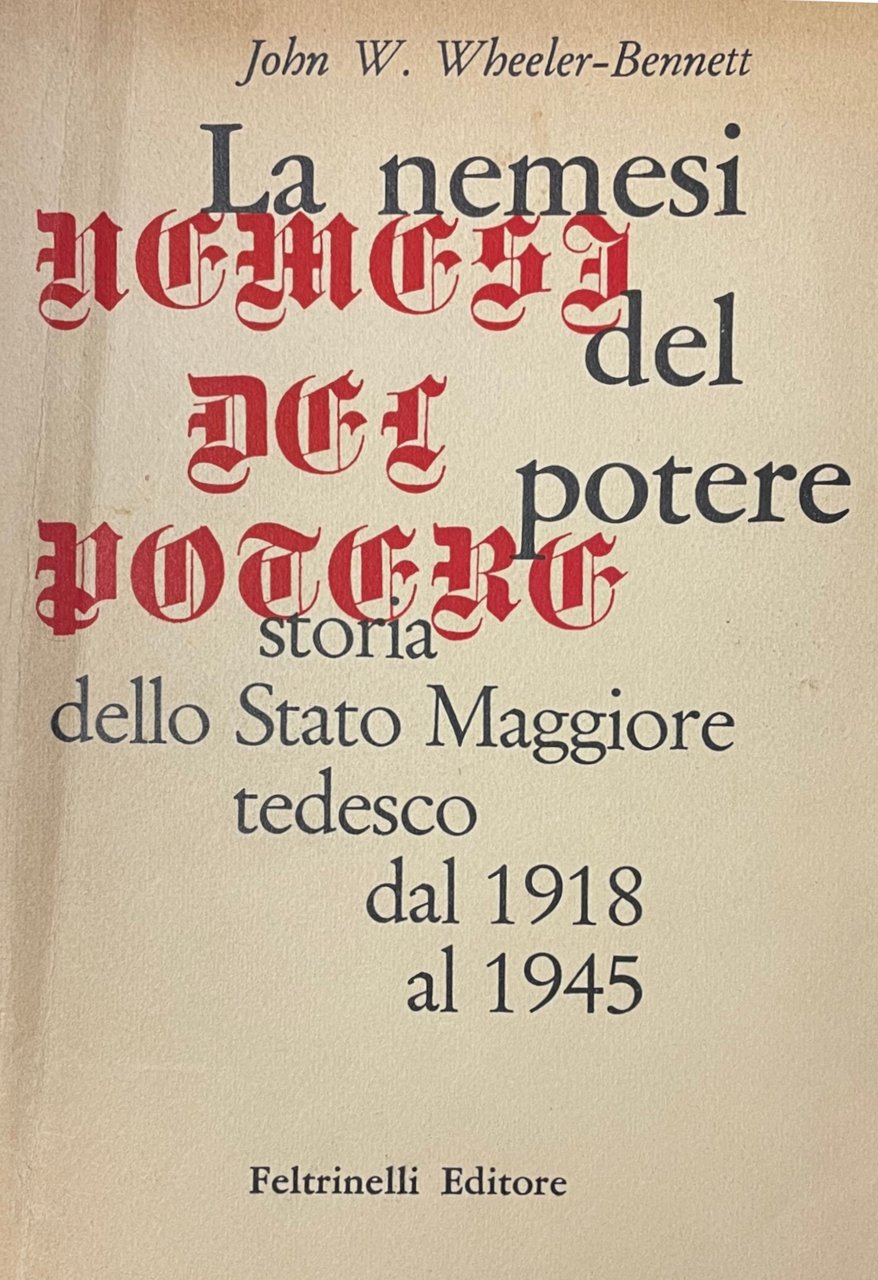 John W. Wheeler-Bennett
La nemesi
NEMESI
del
DEL
potere
POTERE
storia
dello Stato Maggiore
tedesco
dal 1918
al 1945
Feltrinelli Editore